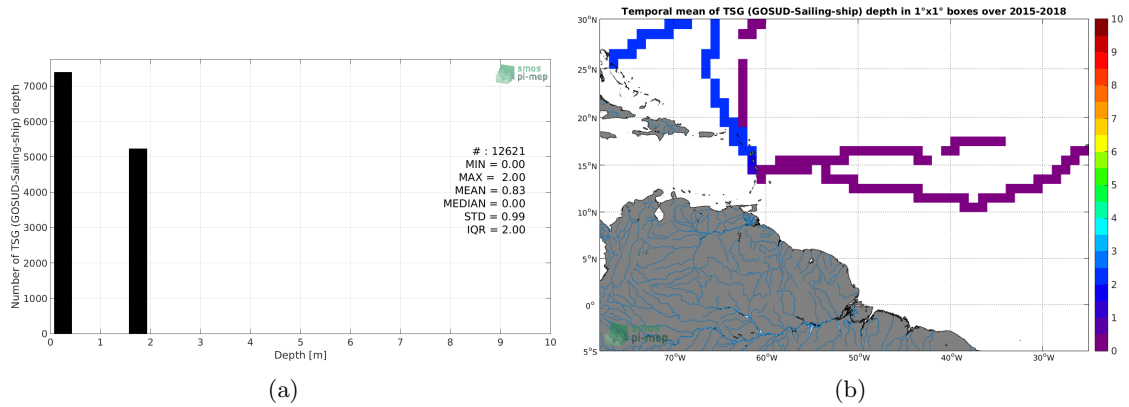 Number of TSG (GOSUD-Sailing-ship) depth
7000
6000
5000
4000
3000
2000
1000
0
0 1 2 3 4 5 6 7 8 9 10
Depth [m]
smos
pi-mep
# : 12621
MIN = 0.00
MAX = 2.00
MEAN = 0.83
MEDIAN = 0.00
STD = 0.99
IQR = 2.00
(a)
Temporal mean of TSG (GOSUD-Sailing-ship) depth in 1°x1° boxes over 2015-2018
30°N
25°N
20°N
15°N
10°N
5°N
0°
5°S
70°W 60°W 50°W 40°W 30°W
smos
pi-mep
10
9
8
7
6
5
4
3
2
1
0
(b)